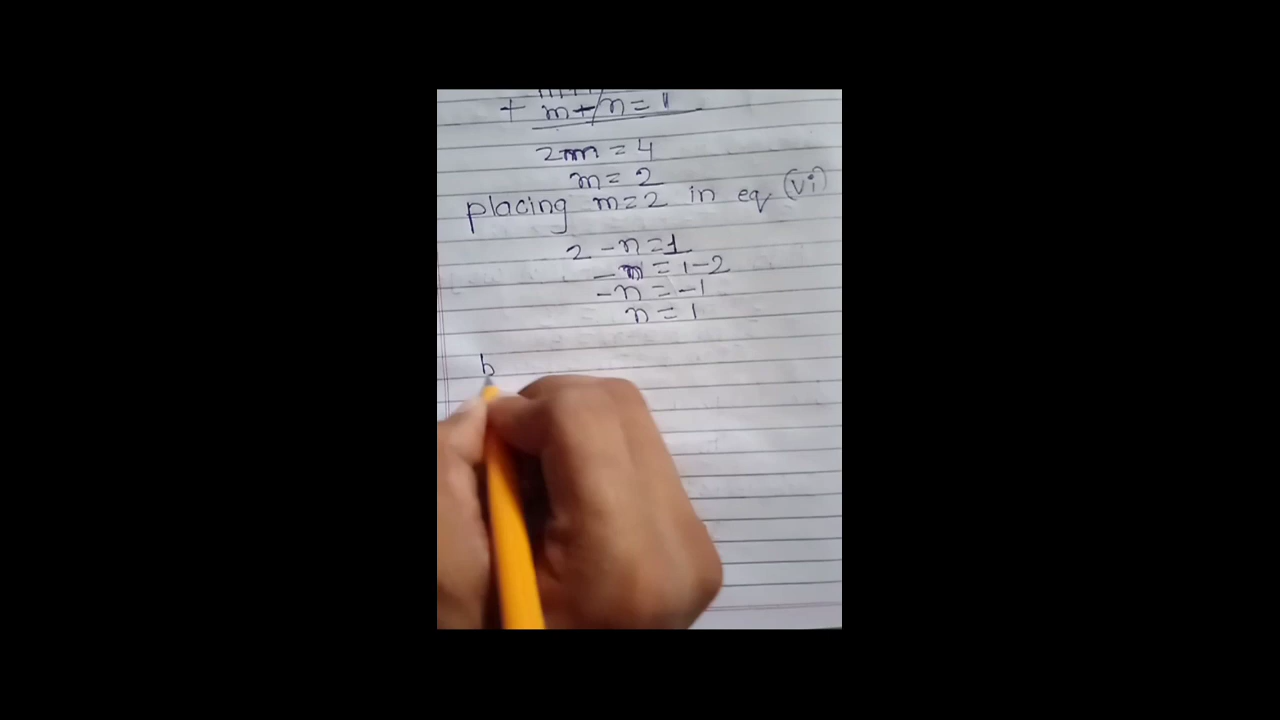 + m-n=1
2m = 4
m = 2
placing m=2 in eq (vi)
2 -n=1
-n = 1-2
-n = -1
n = 1
b